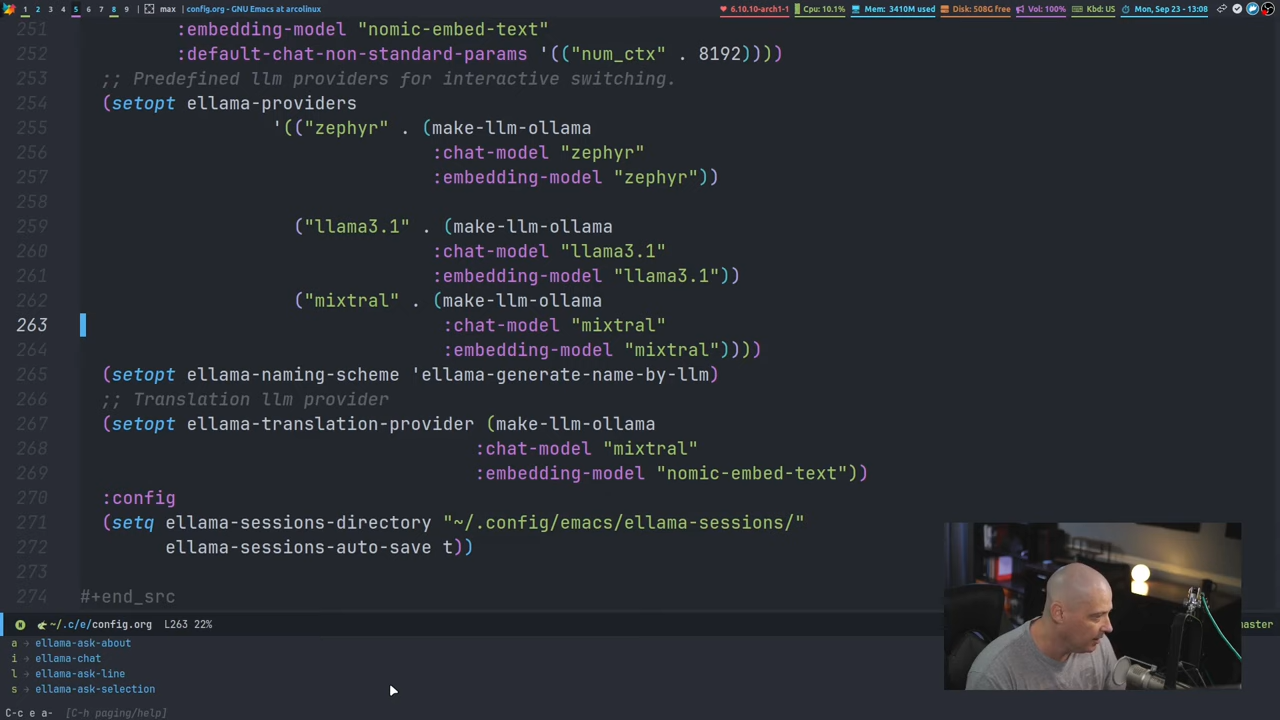 1 2 3 4 5 6 7 8 9 max config.org - GNU Emacs at arcolinux 6.10.10-arch1-1 Cpu: 10.1% Mem: 3410M used Disk: 508G free Vol: 100% Kbd: US Mon, Sep 23 - 13:08
251 :embedding-model "nomic-embed-text"
252 :default-chat-non-standard-params '(("num_ctx" . 8192))))
253 ;; Predefined llm providers for interactive switching.
254 (setopt ellama-providers
255 '(("zephyr" . (make-llm-ollama
256 :chat-model "zephyr"
257 :embedding-model "zephyr"))
258
259 ("llama3.1" . (make-llm-ollama
260 :chat-model "llama3.1"
261 :embedding-model "llama3.1"))
262 ("mixtral" . (make-llm-ollama
263 :chat-model "mixtral"
264 :embedding-model "mixtral"))))
265 (setopt ellama-naming-scheme 'ellama-generate-name-by-llm)
266 ;; Translation llm provider
267 (setopt ellama-translation-provider (make-llm-ollama
268 :chat-model "mixtral"
269 :embedding-model "nomic-embed-text"))
270 :config
271 (setq ellama-sessions-directory "~/.config/emacs/ellama-sessions/"
272 ellama-sessions-auto-save t))
273
274 #+end_src
N ~/.c/e/config.org L263 22% master
a → ellama-ask-about
i → ellama-chat
l → ellama-ask-line
s → ellama-ask-selection
C-c e a- [C-h paging/help]